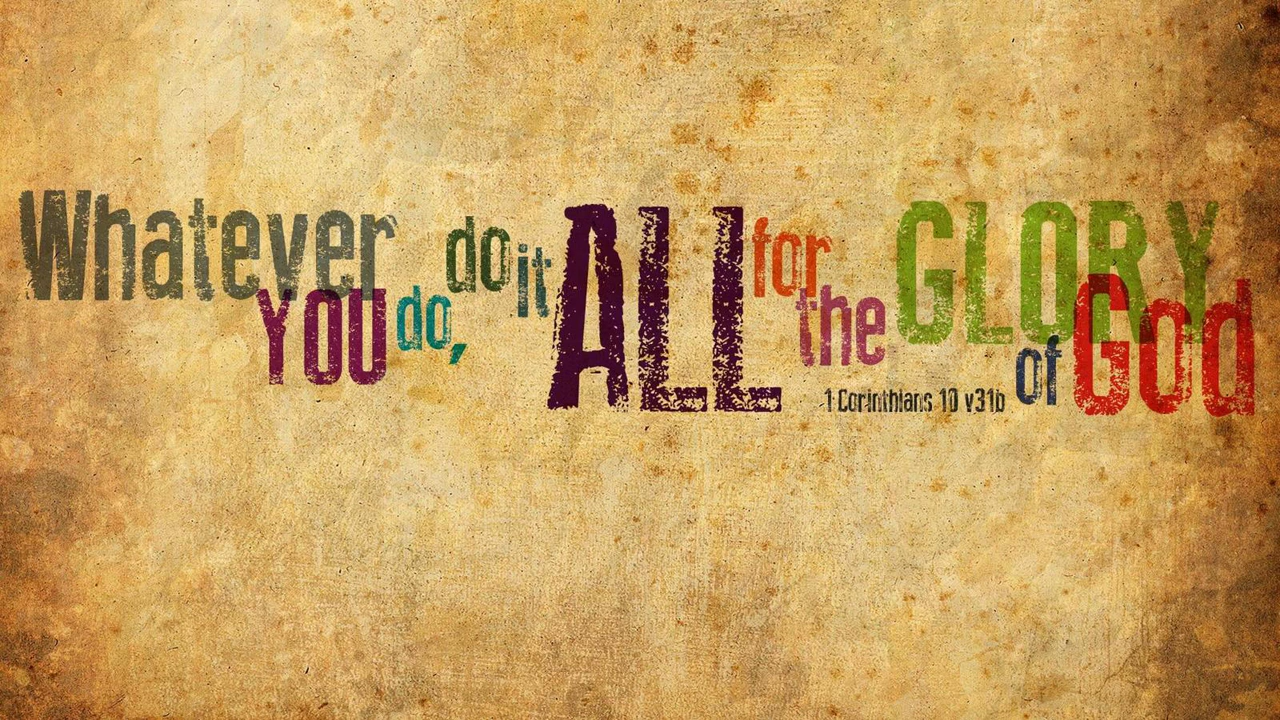 Whatever YOU do, do it ALL for the GLORY of God
1 Corinthians 10 v31b